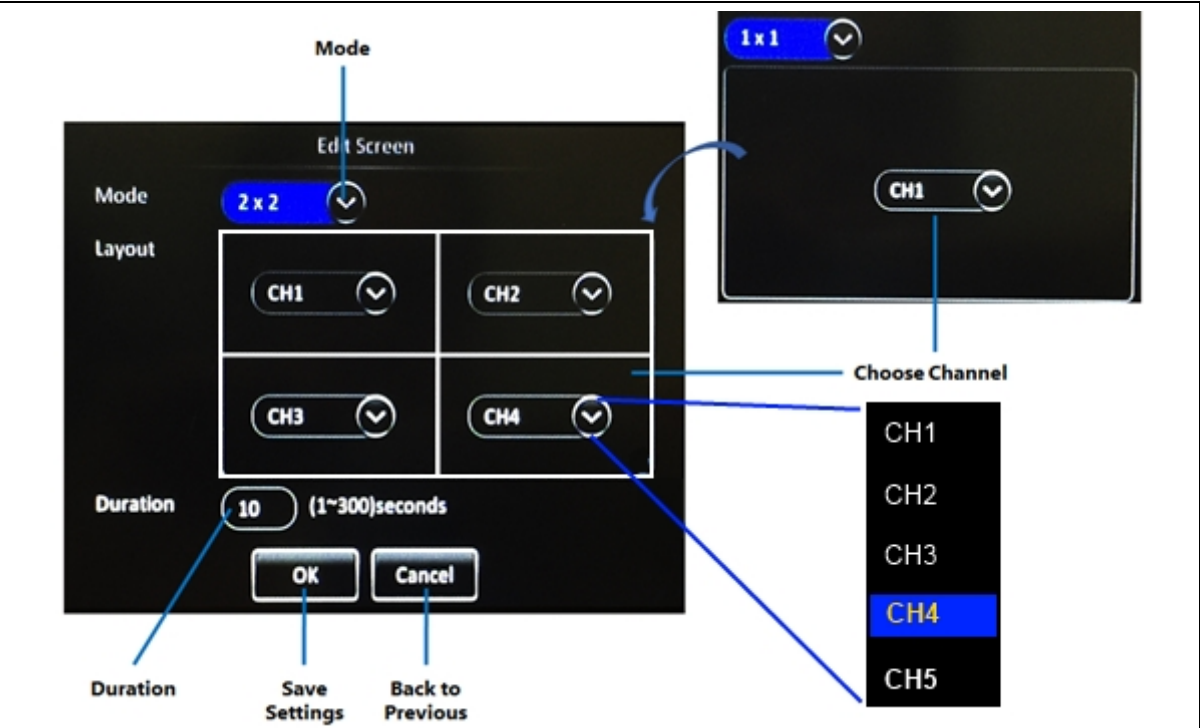 Mode
1 x 1
Edit Screen
Mode
2 x 2
CH1
Layout
CH1
CH2
Choose Channel
CH3
CH4
CH1
CH2
CH3
CH4
CH5
Duration
10
(1~300)seconds
OK
Cancel
Duration
Save
Settings
Back to
Previous